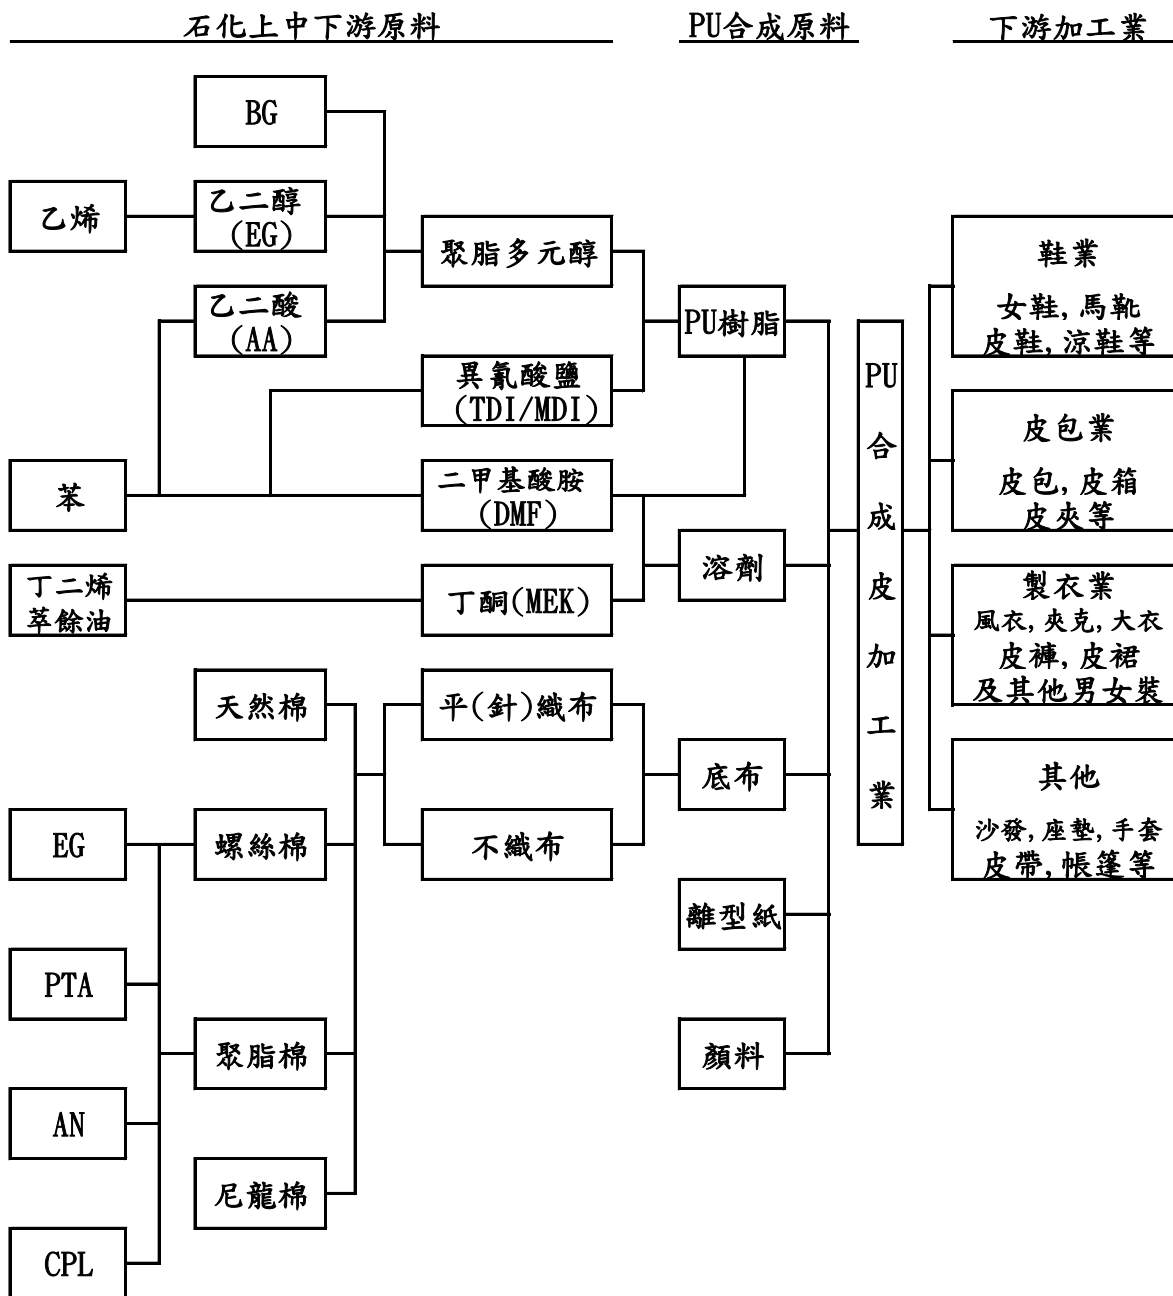 石化上中下游原料
PU合成原料
下游加工業
BG
乙烯
乙二醇
(EG)
乙二酸
(AA)
聚脂多元醇
異氰酸鹽
(TDI/MDI)
苯
二甲基酸胺
(DMF)
丁二烯
萃餘油
丁酮(MEK)
天然棉
平(針)織布
EG
螺絲棉
不織布
PTA
聚脂棉
AN
尼龍棉
CPL
PU樹脂
溶劑
底布
離型紙
顏料
PU
合
成
皮
加
工
業
鞋業
女鞋,馬靴
皮鞋,涼鞋等
皮包業
皮包,皮箱
皮夾等
製衣業
風衣,夾克,大衣
皮褲,皮裙
及其他男女裝
其他
沙發,座墊,手套
皮帶,帳篷等